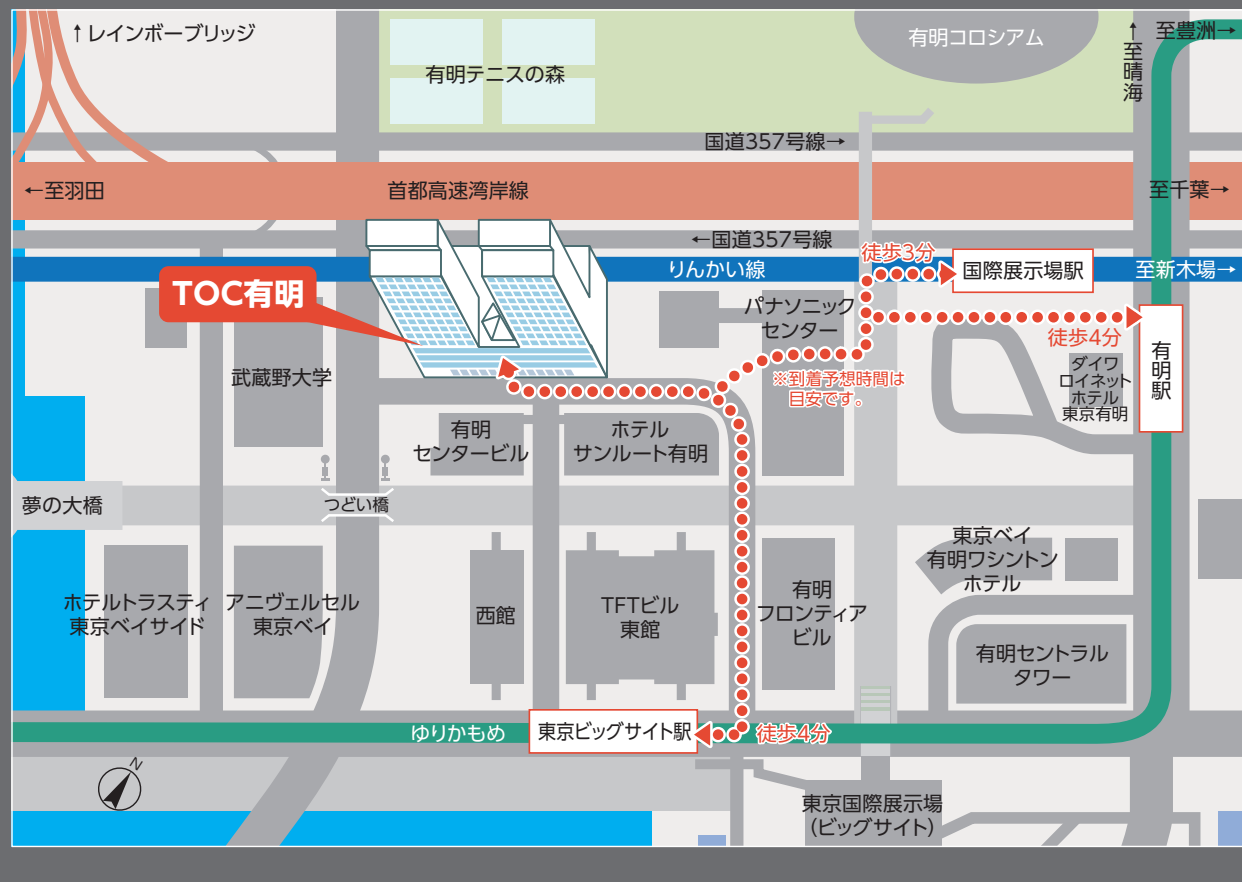 ↑レインボーブリッジ
有明テニスの森
有明コロシアム
↑至晴海
至豊洲→
国道357号線→
←至羽田
首都高速湾岸線
至千葉→
←国道357号線
りんかい線
徒歩3分
国際展示場駅
至新木場→
TOC有明
パナソニック
センター
徒歩4分
有明駅
※到着予想時間は
目安です。
ダイワ
ロイネット
ホテル
東京有明
武蔵野大学
有明
センタービル
ホテル
サンルート有明
夢の大橋
つどい橋
東京ベイ
有明ワシントン
ホテル
ホテルトラスティ
東京ベイサイド
アニヴェルセル
東京ベイ
西館
TFTビル
東館
有明
フロンティア
ビル
有明セントラル
タワー
ゆりかもめ
東京ビッグサイト駅
徒歩4分
N
東京国際展示場
(ビッグサイト)